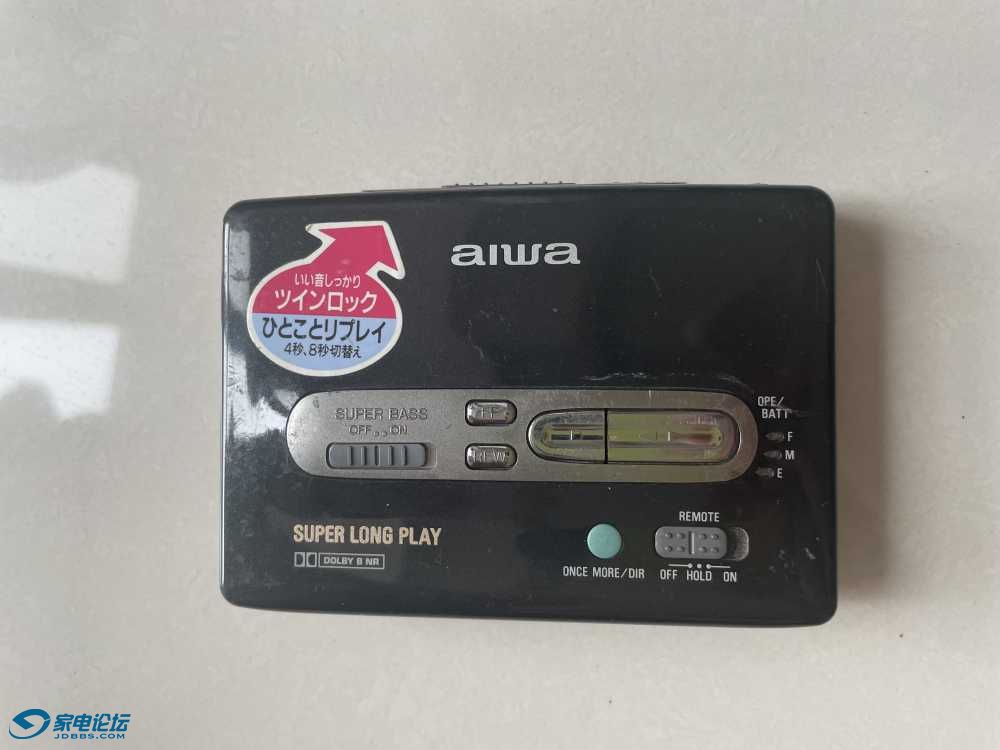 aiwa
いい音しっかり
ツインロック
ひとことリプレイ
4秒、8秒切替え
SUPER BASS
OFF ON
FF
REW
OPE/
BATT
F
M
E
SUPER LONG PLAY
DOLBY B NR
ONCE MORE/DIR
REMOTE
OFF HOLD ON
家电论坛
JDBBS.COM